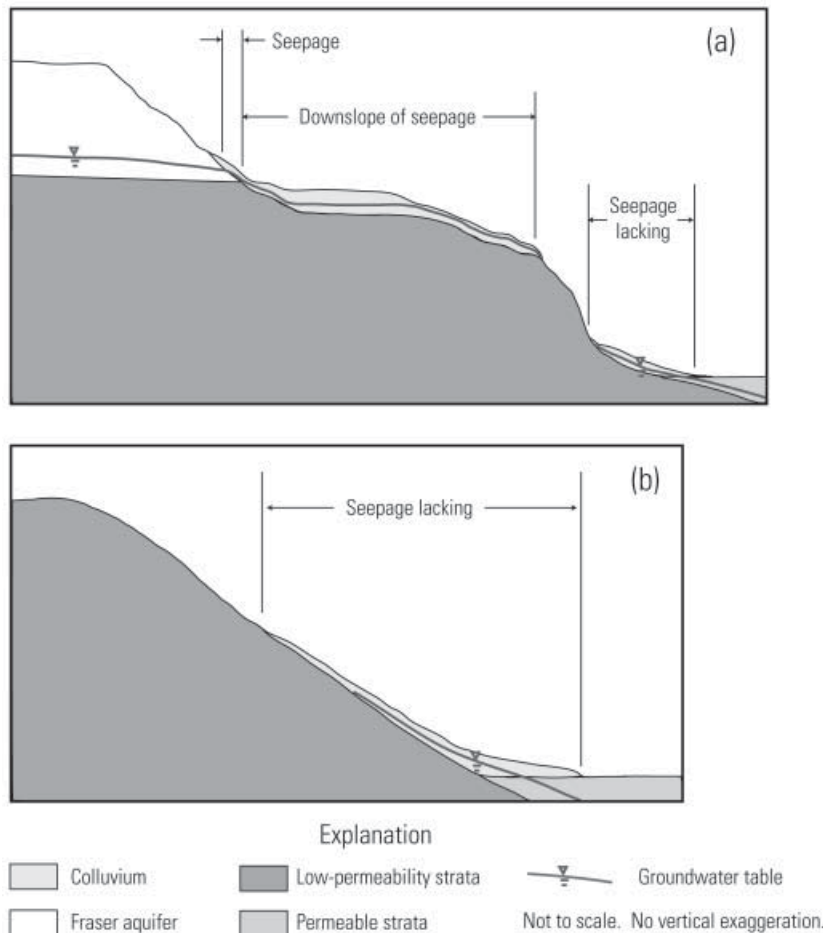 Seepage
(a)
Downslope of seepage
Seepage
lacking
(b)
Seepage lacking
Explanation
Colluvium
Low-permeability strata
Groundwater table
Fraser aquifer
Permeable strata
Not to scale. No vertical exaggeration.